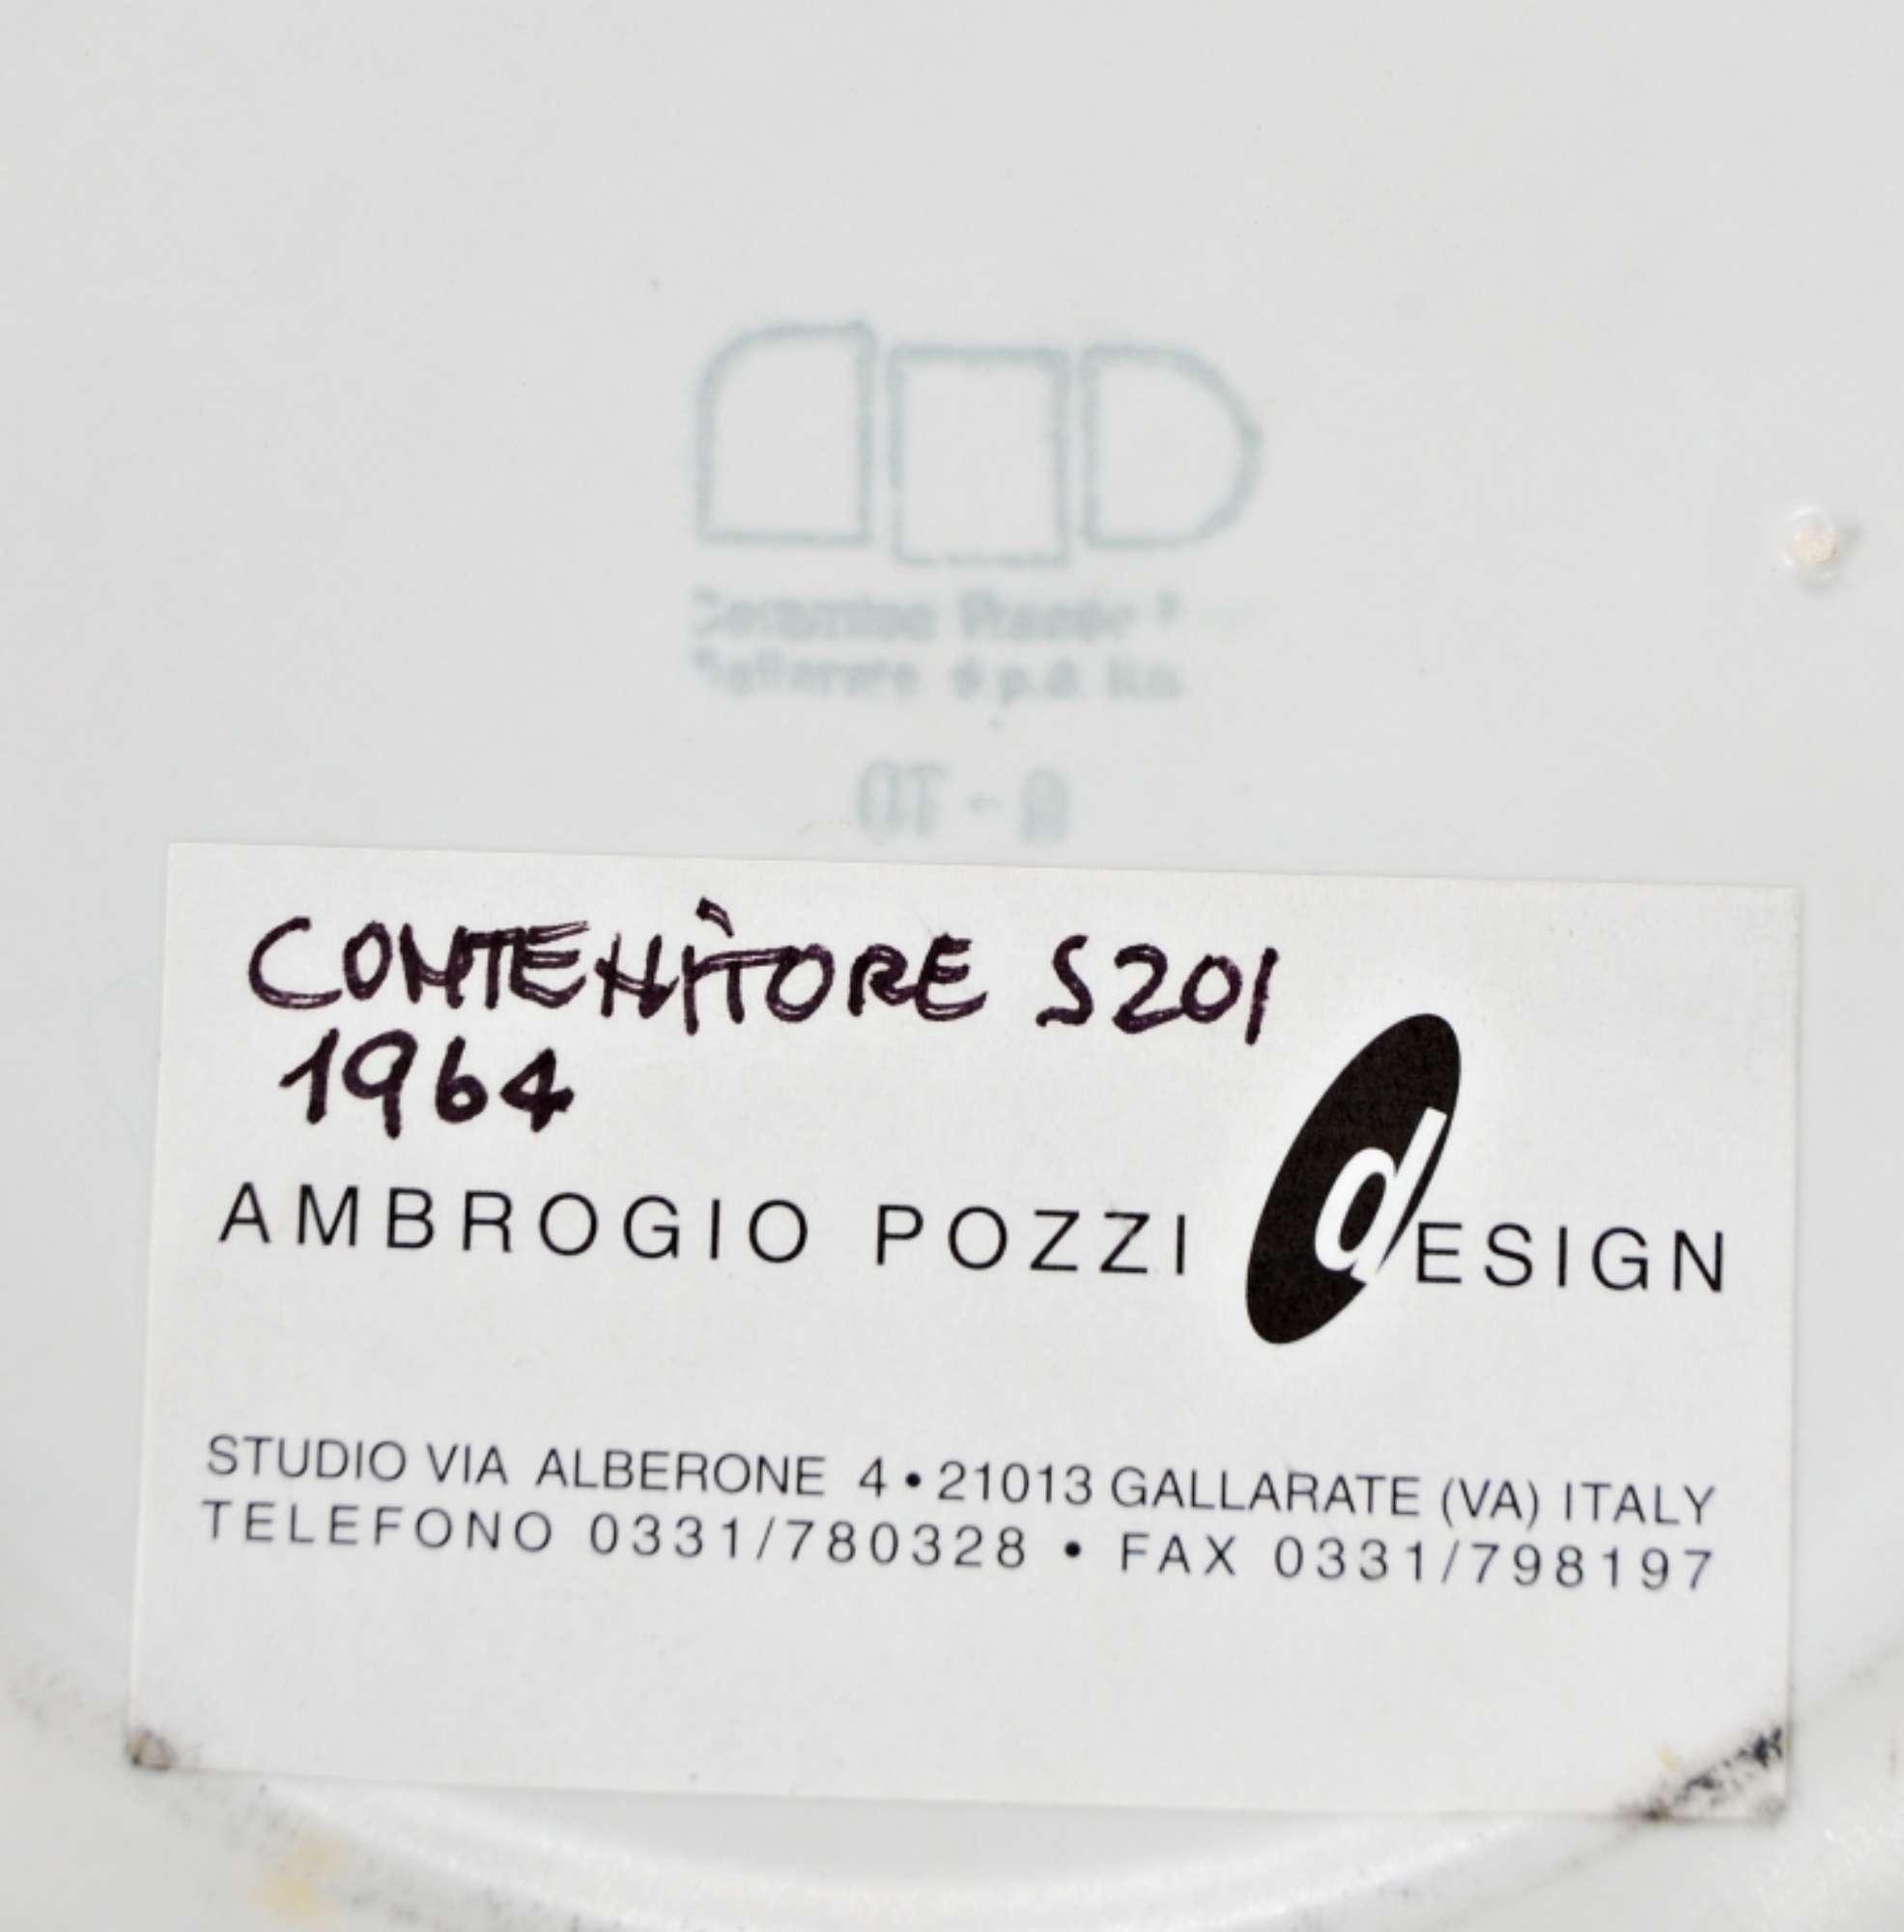 Gallarate s.p.a.
CONTENITORE S201
1964
AMBROGIO POZZI dESIGN
STUDIO VIA ALBERONE 4 • 21013 GALLARATE (VA) ITALY
TELEFONO 0331/780328 • FAX 0331/798197